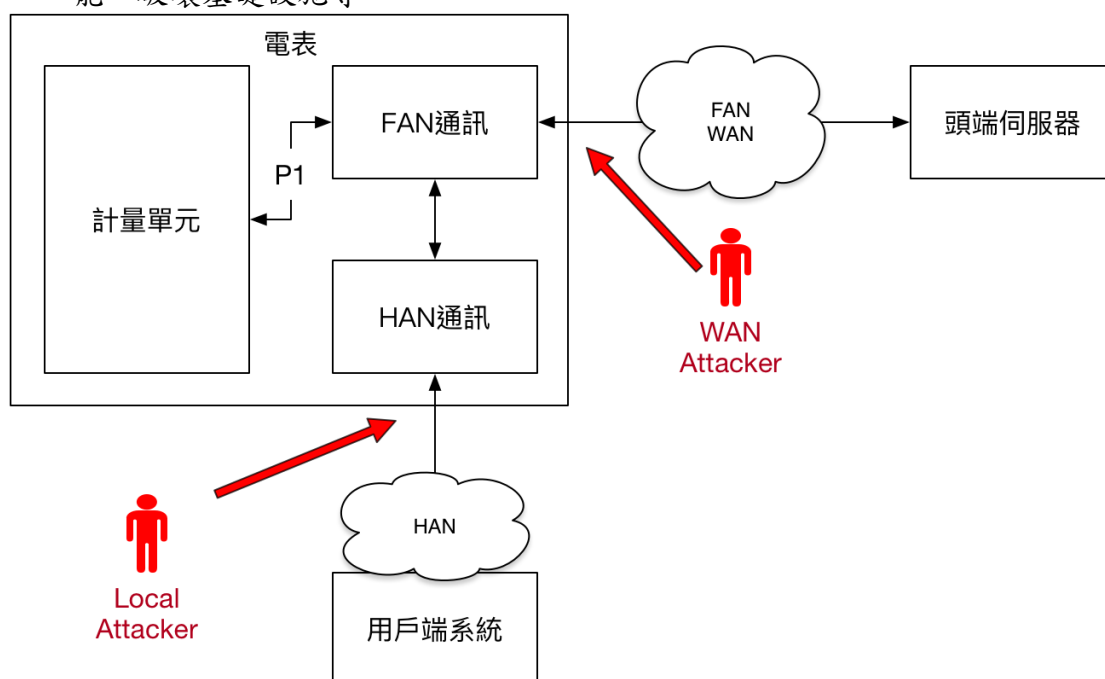 電表
計量單元
P1
FAN通訊
HAN通訊
FAN
WAN
頭端伺服器
WAN
Attacker
Local
Attacker
HAN
用戶端系統